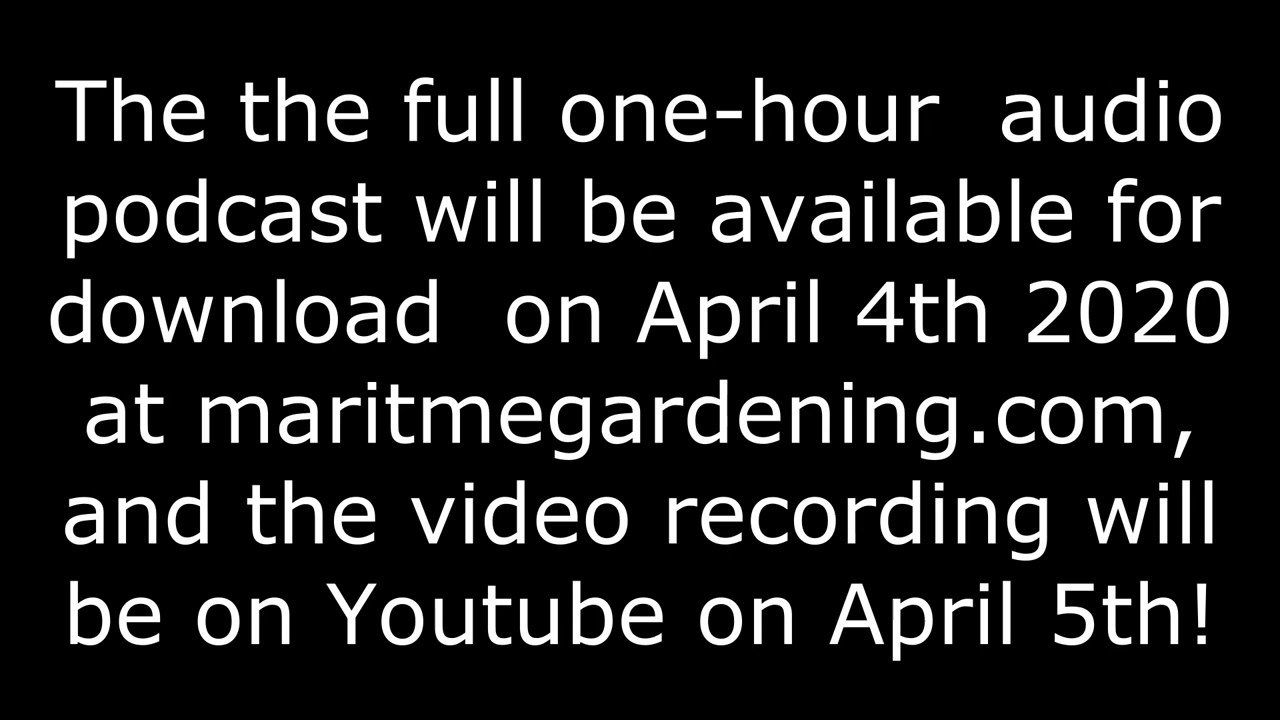 The the full one-hour  audio
podcast will be available for
download  on April 4th 2020
at maritmegardening.com,
and the video recording will
be on Youtube on April 5th!